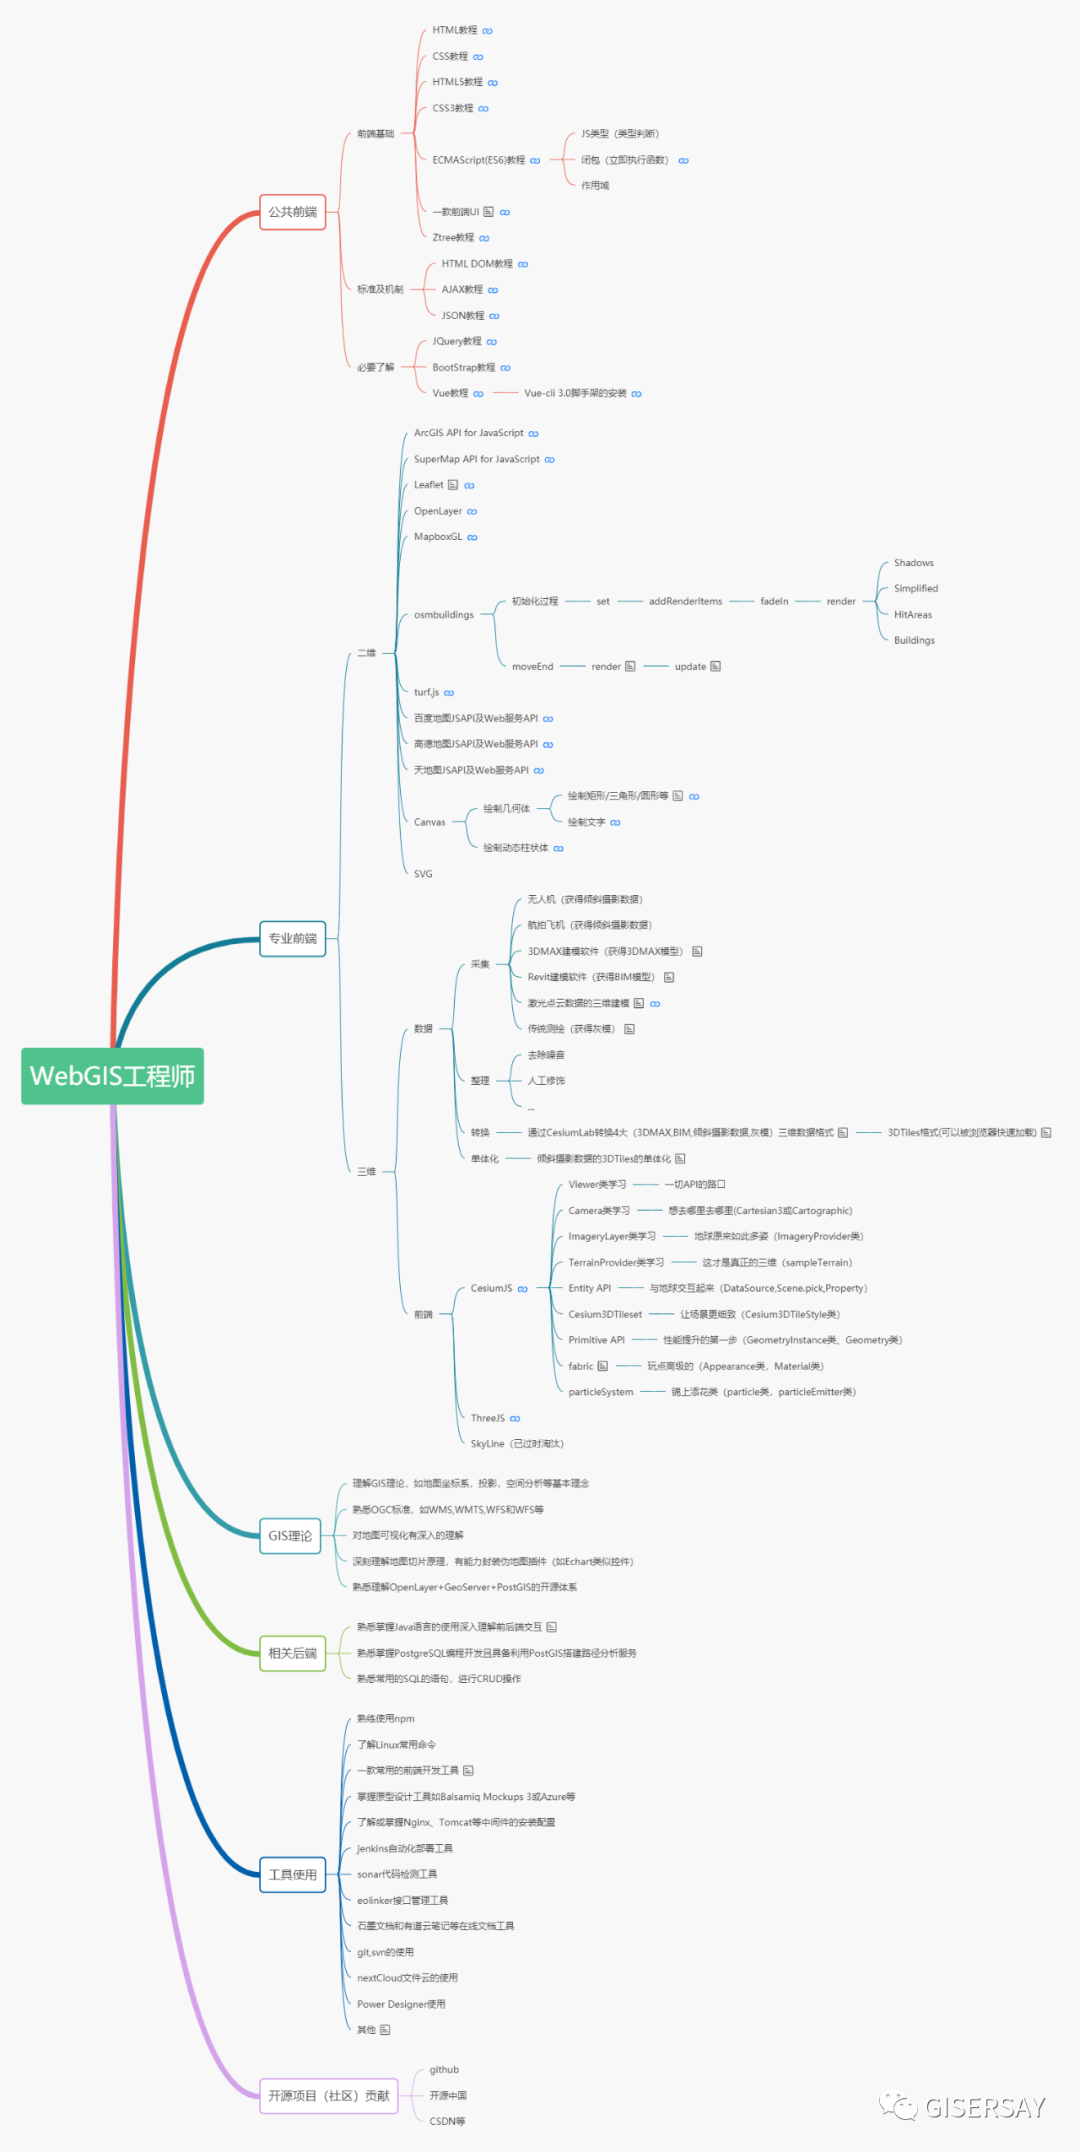 WebGIS工程师
公共前端
前端基础
HTML教程
CSS教程
HTML5教程
CSS3教程
ECMAScript(ES6)教程
JS类型（类型判断）
闭包（立即执行函数）
作用域
一款前端UI
Ztree教程
标准及机制
HTML DOM教程
AJAX教程
JSON教程
必要了解
JQuery教程
BootStrap教程
Vue教程
Vue-cli 3.0脚手架的安装
专业前端
二维
ArcGIS API for JavaScript
SuperMap API for JavaScript
Leaflet
OpenLayer
MapboxGL
osmbuildings
初始化过程
set
addRenderItems
fadeIn
render
Shadows
Simplified
HitAreas
Buildings
moveEnd
render
update
turf.js
百度地图JSAPI及Web服务API
高德地图JSAPI及Web服务API
天地图JSAPI及Web服务API
Canvas
绘制几何体
绘制矩形/三角形/圆形等
绘制文字
绘制动态柱状体
SVG
三维
数据
采集
无人机（获得倾斜摄影数据）
航拍飞机（获得倾斜摄影数据）
3DMAX建模软件（获得3DMAX模型）
Revit建模软件（获得BIM模型）
激光点云数据的三维建模
传统测绘（获得灰模）
整理
去除噪音
人工修饰
...
转换
通过CesiumLab转换4大（3DMAX,BIM,倾斜摄影数据,灰模）三维数据格式
3DTiles格式(可以被浏览器快速加载)
单体化
倾斜摄影数据的3DTiles的单体化
前端
CesiumJS
Viewer类学习
一切API的路口
Camera类学习
想去哪里去哪里(Cartesian3或Cartographic)
ImageryLayer类学习
地球原来如此多姿（ImageryProvider类）
TerrainProvider类学习
这才是真正的三维（sampleTerrain）
Entity API
与地球交互起来（DataSource,Scene.pick,Property）
Cesium3DTileset
让场景更细致（Cesium3DTileStyle类）
Primitive API
性能提升的第一步（GeometryInstance类、Geometry类）
fabric
玩点高级的（Appearance类，Material类）
particleSystem
锦上添花类（particle类，particleEmitter类）
ThreeJS
SkyLine（已过时淘汰）
GIS理论
理解GIS理论，如地图坐标系，投影，空间分析等基本理念
熟悉OGC标准，如WMS,WMTS,WFS和WFS等
对地图可视化有深入的理解
深刻理解地图切片原理，有能力封装伪地图插件（如Echart类似控件）
熟悉理解OpenLayer+GeoServer+PostGIS的开源体系
相关后端
熟悉掌握Java语言的使用深入理解前后端交互
熟悉掌握PostgreSQL编程开发且具备利用PostGIS搭建路径分析服务
熟悉常用的SQL的语句，进行CRUD操作
工具使用
熟练使用npm
了解Linux常用命令
一款常用的前端开发工具
掌握原型设计工具如Balsamiq Mockups 3或Azure等
了解或掌握Nginx、Tomcat等中间件的安装配置
jenkins自动化部署工具
sonar代码检测工具
eolinker接口管理工具
石墨文档和有道云笔记等在线文档工具
git,svn的使用
nextCloud文件云的使用
Power Designer使用
其他
开源项目（社区）贡献
github
开源中国
CSDN等
GISERSAY